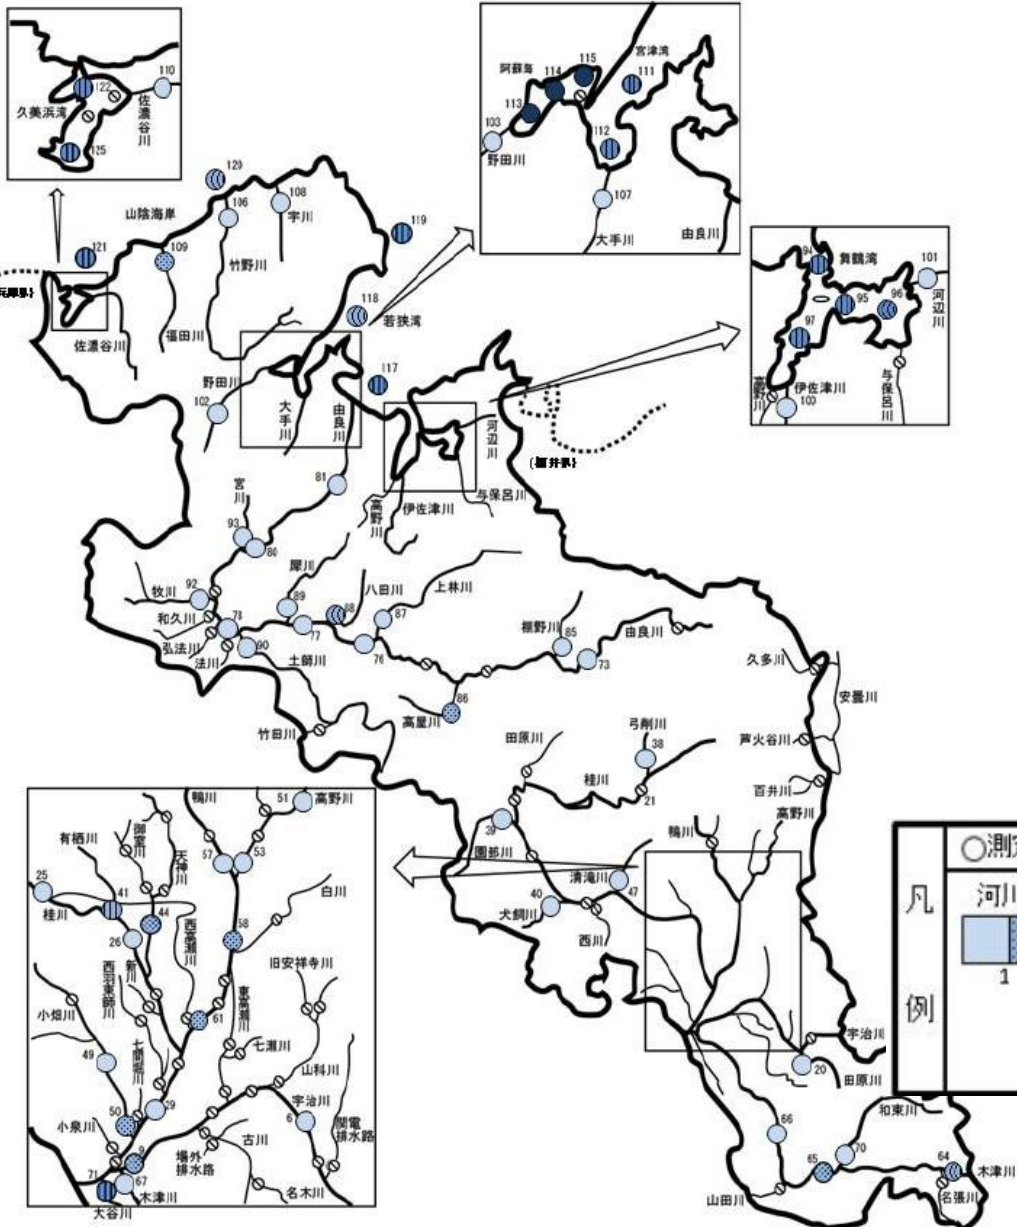 110
122
久美浜湾
佐濃谷川
125
宮津湾
阿蘇海
115
114
111
113
103
112
野田川
107
大手川
由良川
94
舞鶴湾
101
95
96
河辺川
97
高野川
伊佐津川
100
与保呂川
120
山陰海岸
106
108
宇川
119
121
109
竹野川
118
若狭湾
佐濃谷川
福田川
野田川
117
102
大手川
由良川
河辺川
81
高野川
伊佐津川
与保呂川
宮川
93
80
犀川
八田川
上林川
牧川
92
89
88
87
和久川
78
77
弘法川
法川
90
土師川
76
棚野川
85
由良川
73
久多川
安曇川
86
高屋川
竹田川
田原川
弓削川
38
芦火谷川
桂川
21
百井川
高野川
39
園部川
鴨川
清滝川
47
40
犬飼川
西川
鴨川
51
高野川
有栖川
御室川
天神川
57
53
25
41
白川
桂川
44
58
26
西高瀬川
新川
西羽束師川
旧安祥寺川
小畑川
61
東高瀬川
七間堀川
七瀬川
49
山科川
宇治川
50
29
6
小泉川
関電排水路
古川
9
場外排水路
71
67
木津川
名木川
大谷川
凡例
河川
1
宇治川
20
田原川
和束川
66
70
65
64
木津川
山田川
名張川